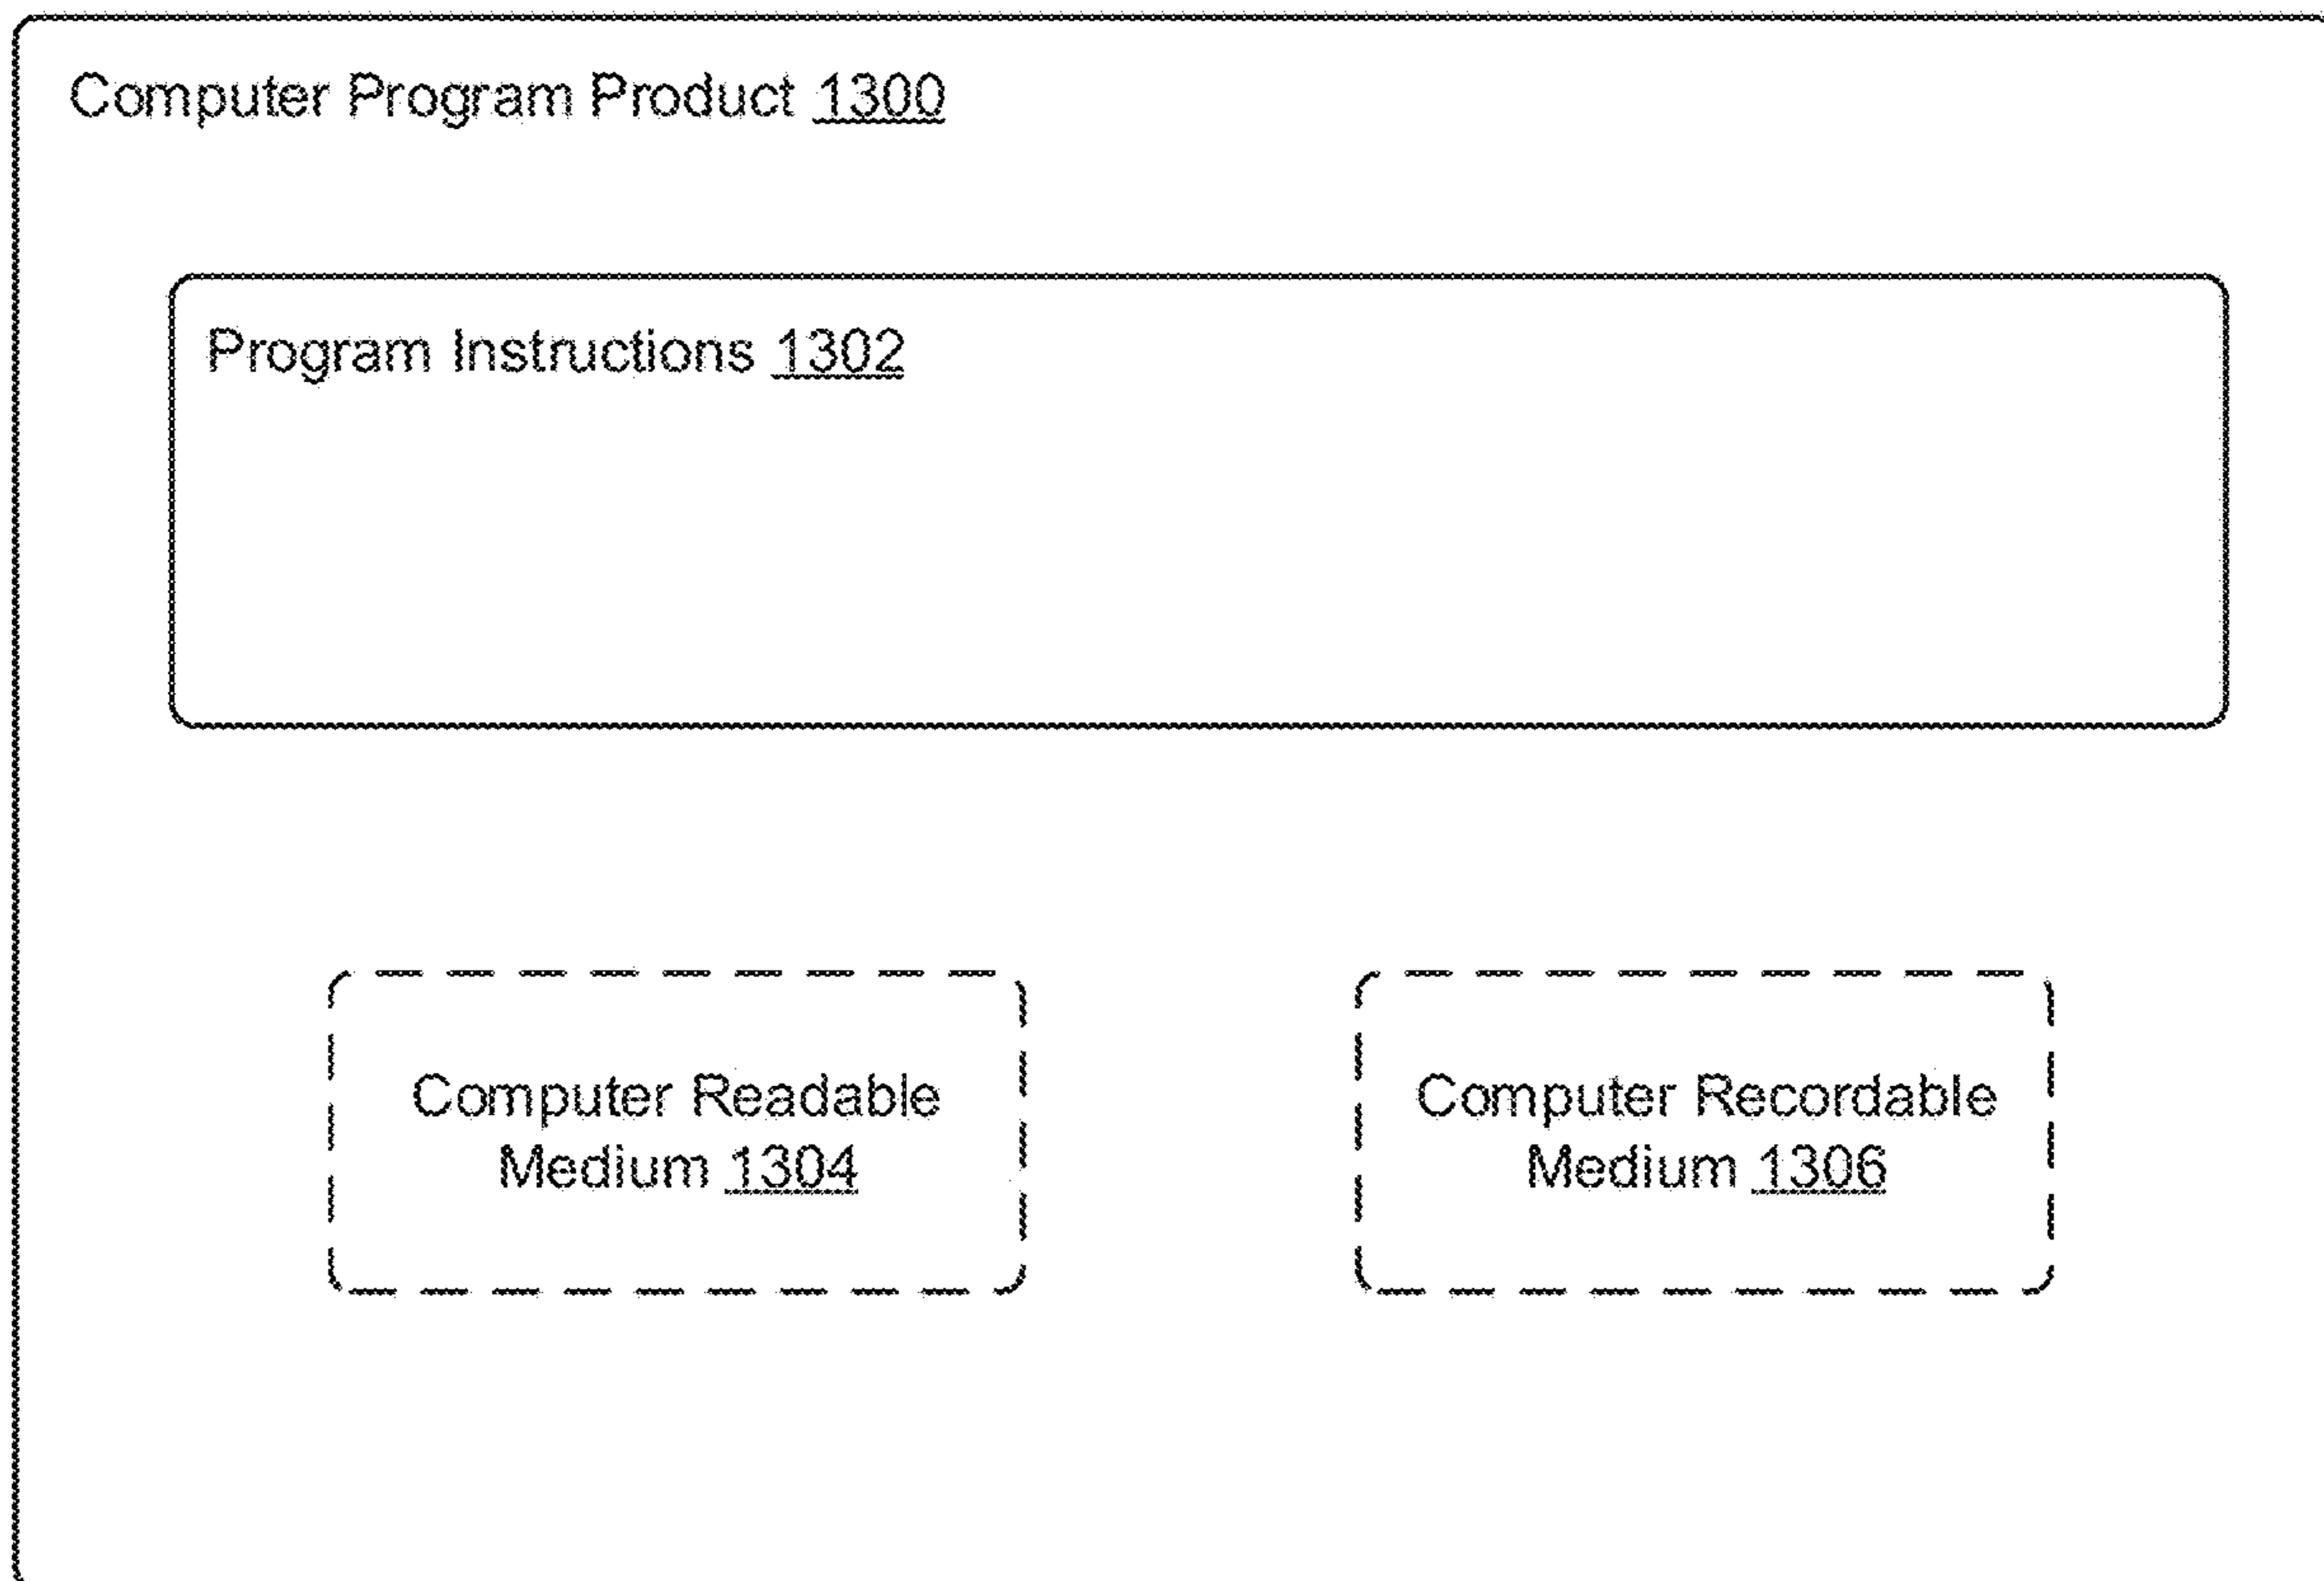 Computer Program Product 1300
Program Instructions 1302
Computer Readable
Medium 1304
Computer Recordable
Medium 1306